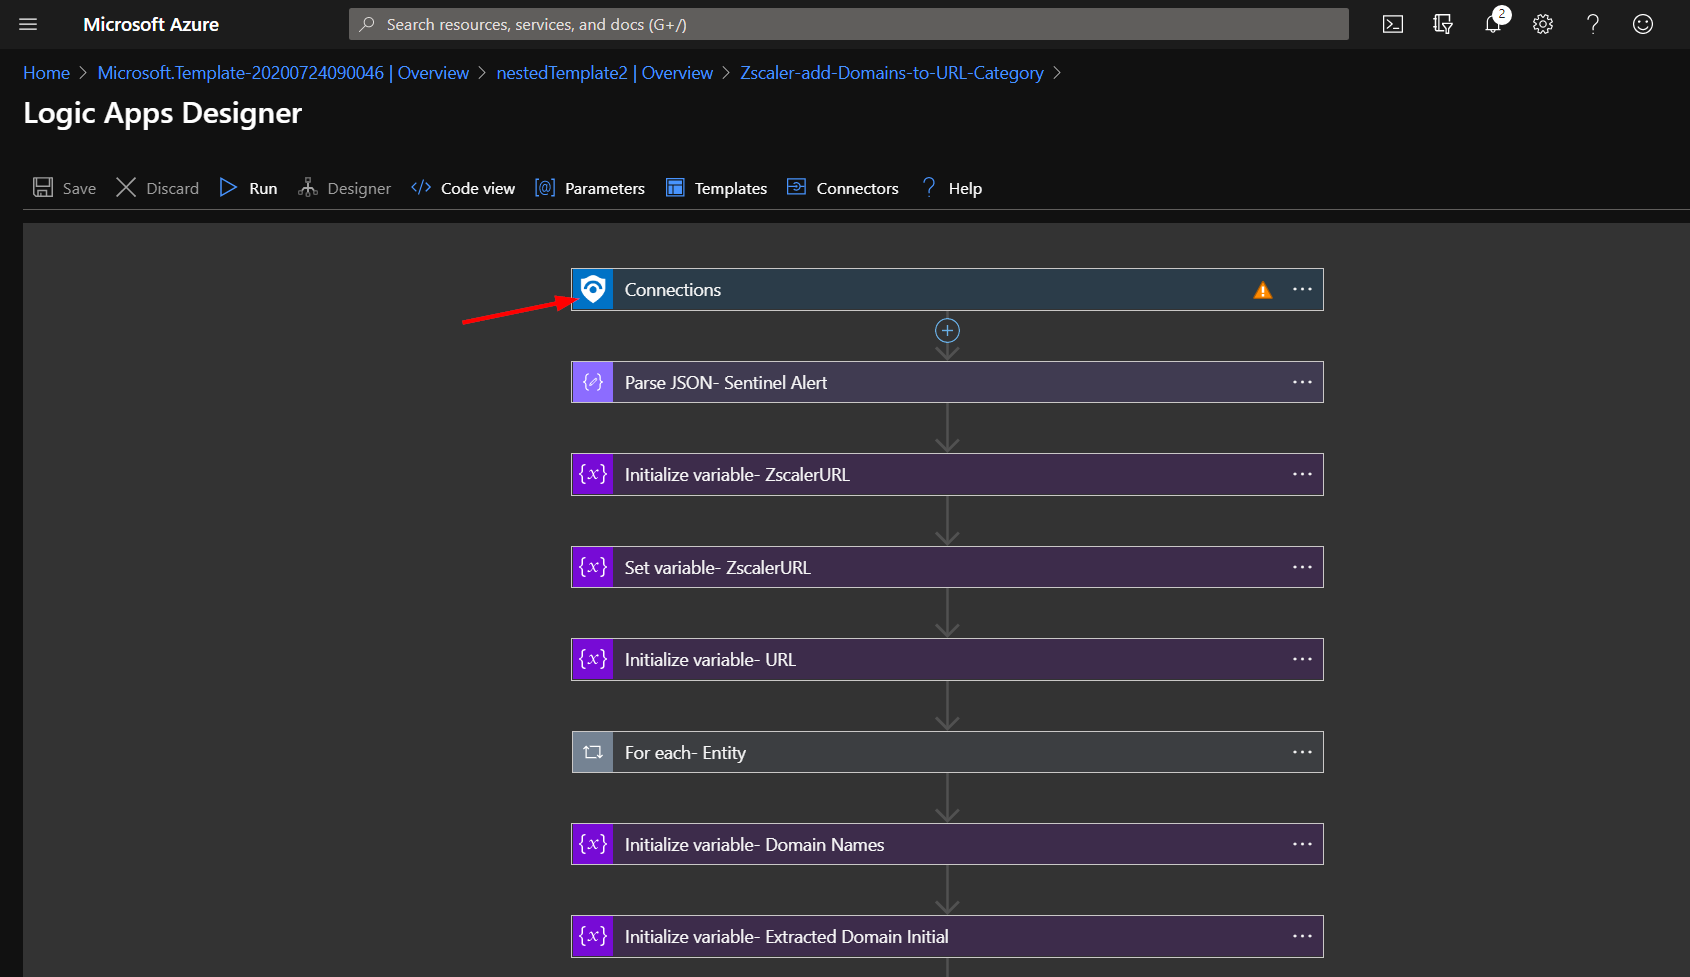 Microsoft Azure
Search resources, services, and docs (G+/)
2
Home > Microsoft.Template-20200724090046 | Overview > nestedTemplate2 | Overview > Zscaler-add-Domains-to-URL-Category >
Logic Apps Designer
Save Discard Run Designer </> Code view [@] Parameters Templates Connectors ? Help
Connections
Parse JSON- Sentinel Alert
{x} Initialize variable- ZscalerURL
{x} Set variable- ZscalerURL
{x} Initialize variable- URL
For each- Entity
{x} Initialize variable- Domain Names
{x} Initialize variable- Extracted Domain Initial